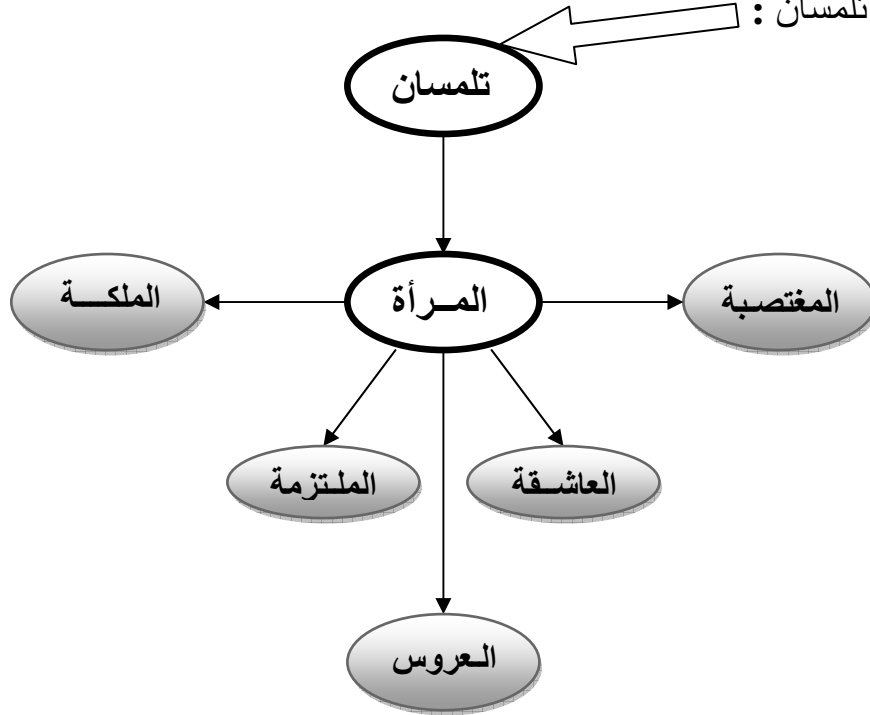 تلمسان :
تلمسان
المـرأة
المغتصبة الملكـــة
العاشـقة الملـتزمة
الـعروس